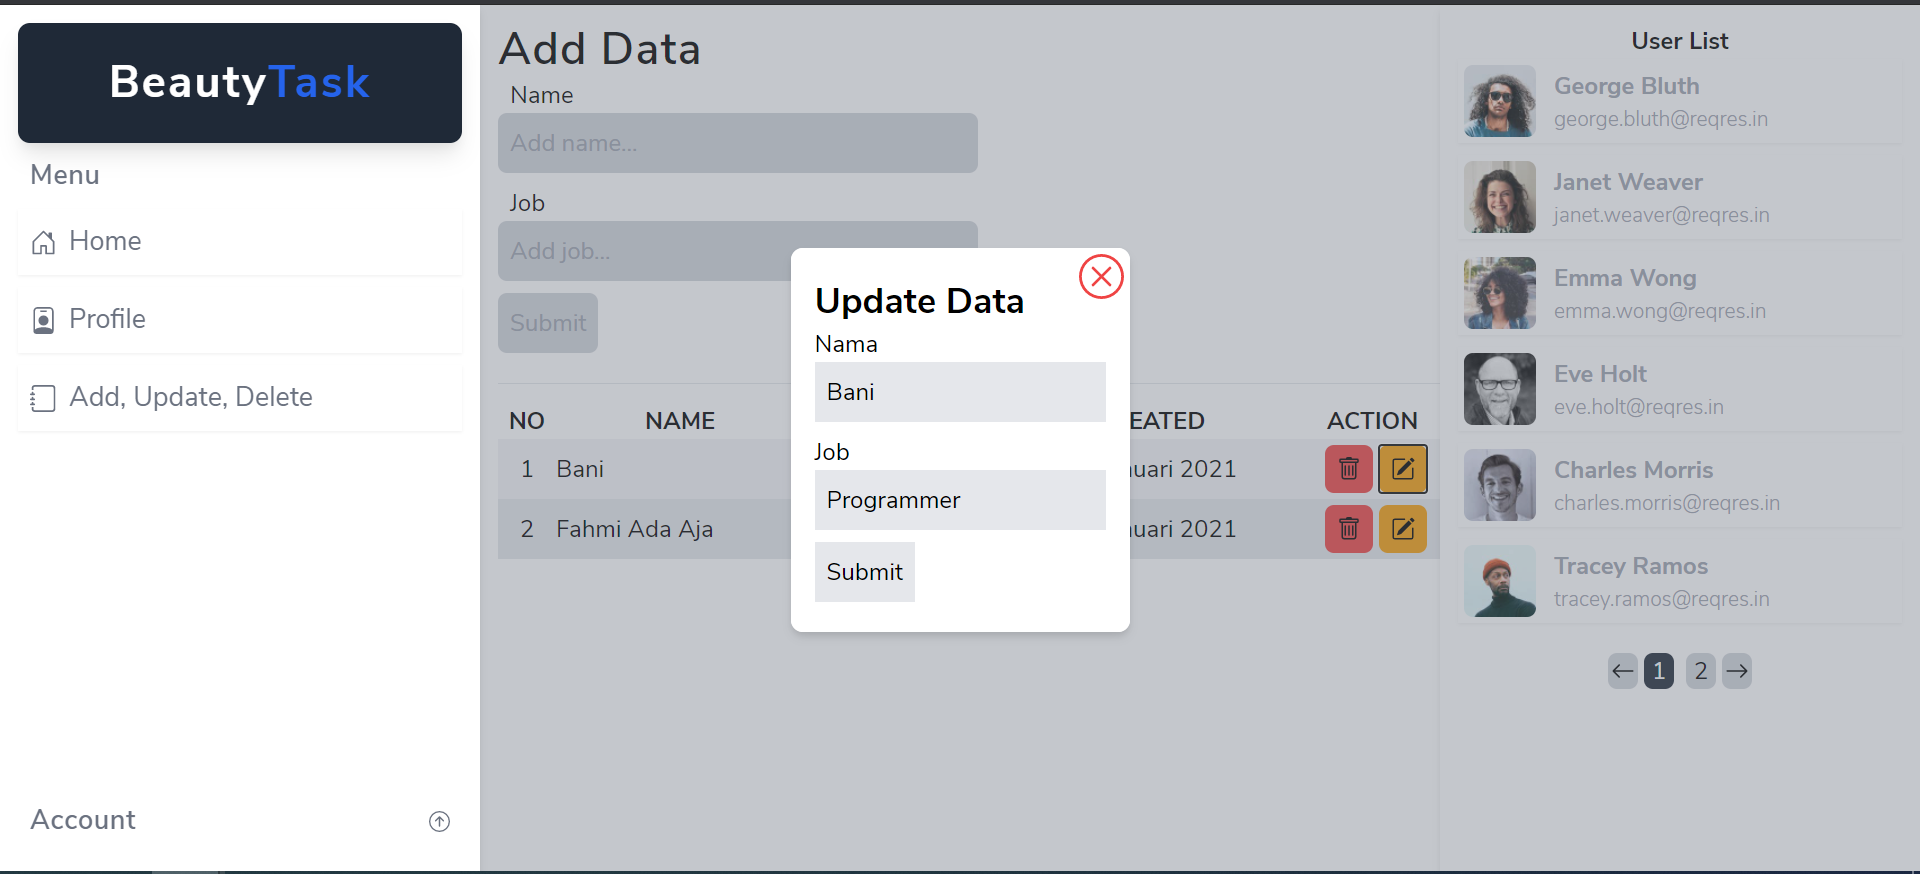 BeautyTask
Menu
Home
Profile
Add, Update, Delete
Account
Add Data
Name
Add name...
Job
Add job...
Submit
NO NAME EATED ACTION
1 Bani nuari 2021
2 Fahmi Ada Aja nuari 2021
Update Data
Nama
Bani
Job
Programmer
Submit
User List
George Bluth
george.bluth@reqres.in
Janet Weaver
janet.weaver@reqres.in
Emma Wong
emma.wong@reqres.in
Eve Holt
eve.holt@reqres.in
Charles Morris
charles.morris@reqres.in
Tracey Ramos
tracey.ramos@reqres.in
1 2